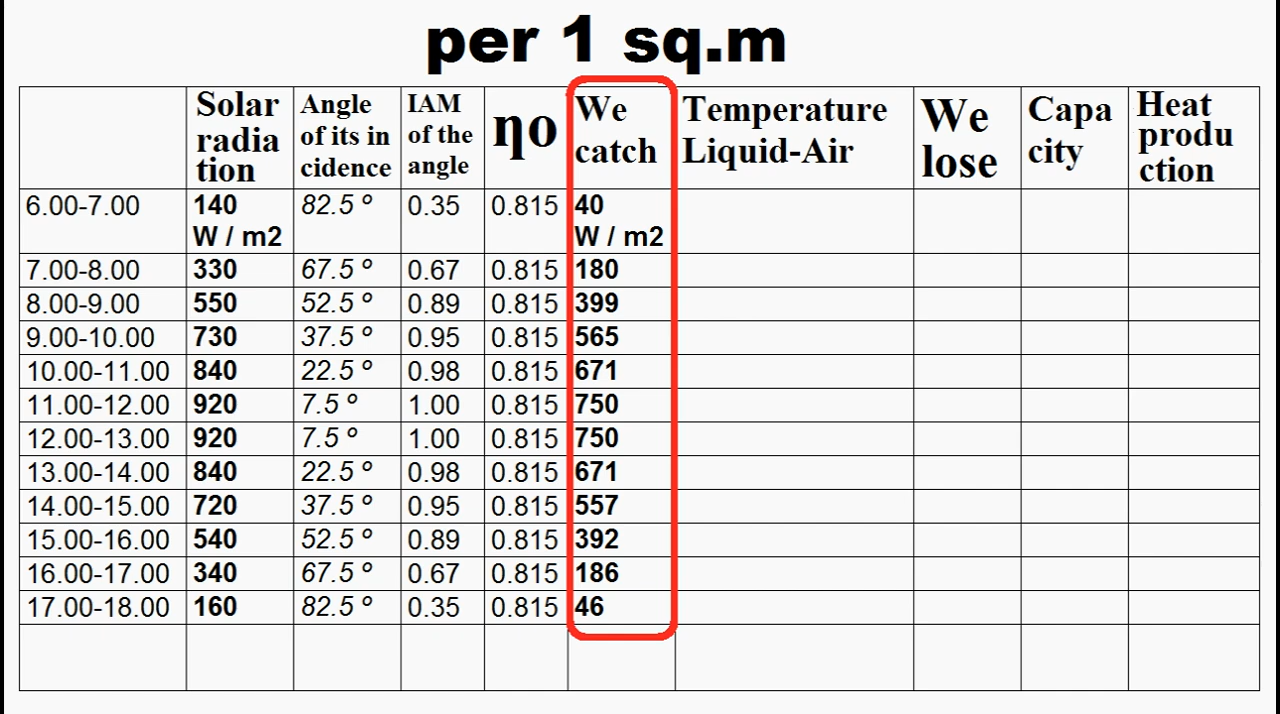 per 1 sq.m
Solar radia tion | Angle of its in cidence | IAM of the angle | ηo | We catch | Temperature Liquid-Air | We lose | Capa city | Heat produ ction
6.00-7.00 | 140 W / m2 | 82.5 º | 0.35 | 0.815 | 40 W / m2
7.00-8.00 | 330 | 67.5 º | 0.67 | 0.815 | 180
8.00-9.00 | 550 | 52.5 º | 0.89 | 0.815 | 399
9.00-10.00 | 730 | 37.5 º | 0.95 | 0.815 | 565
10.00-11.00 | 840 | 22.5 º | 0.98 | 0.815 | 671
11.00-12.00 | 920 | 7.5 º | 1.00 | 0.815 | 750
12.00-13.00 | 920 | 7.5 º | 1.00 | 0.815 | 750
13.00-14.00 | 840 | 22.5 º | 0.98 | 0.815 | 671
14.00-15.00 | 720 | 37.5 º | 0.95 | 0.815 | 557
15.00-16.00 | 540 | 52.5 º | 0.89 | 0.815 | 392
16.00-17.00 | 340 | 67.5 º | 0.67 | 0.815 | 186
17.00-18.00 | 160 | 82.5 º | 0.35 | 0.815 | 46